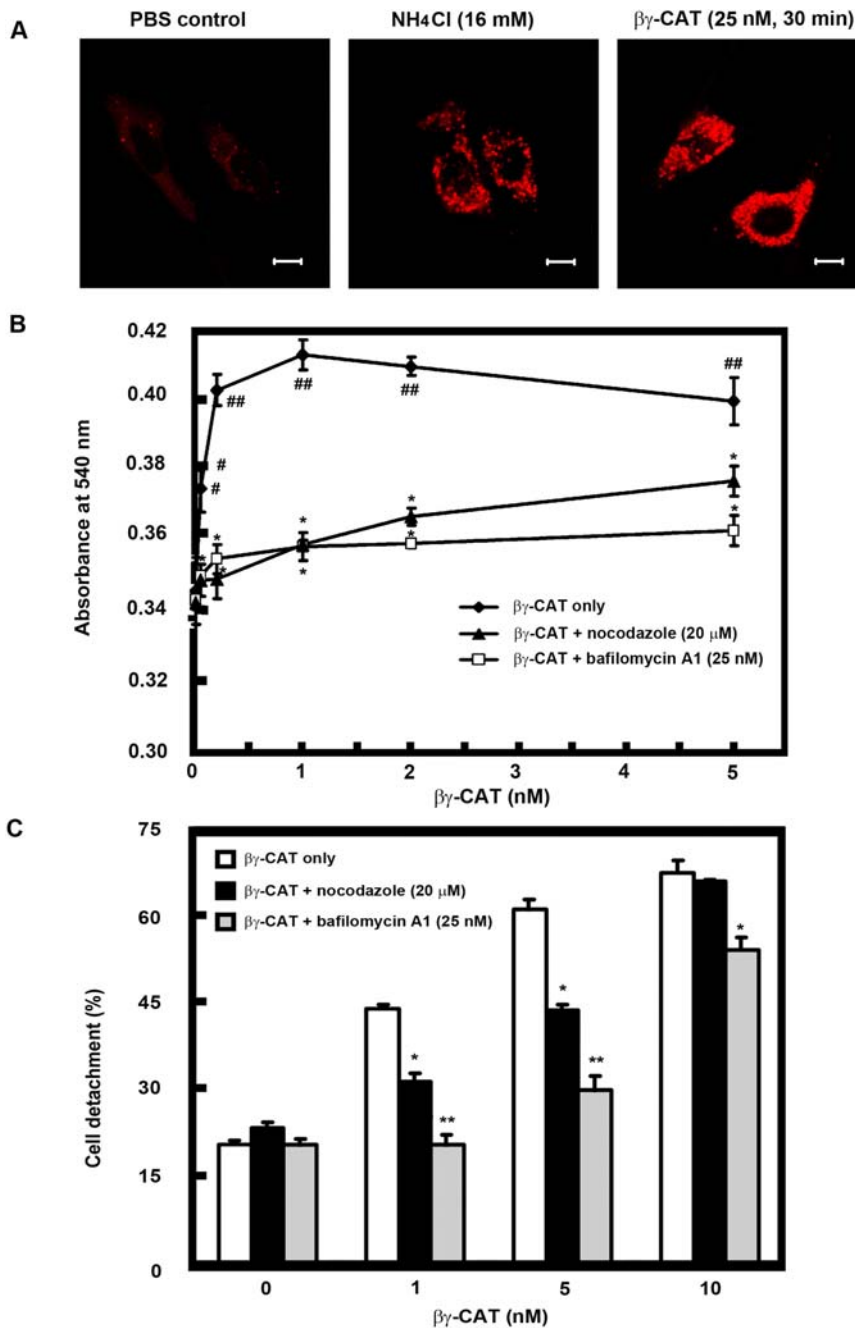 A
PBS control
NH4Cl (16 mM)
βγ-CAT (25 nM, 30 min)
B
0.42
0.40
0.38
0.36
0.34
0.32
0.30
Absorbance at 540 nm
##
##
##
##
#
#
*
*
*
*
*
*
*
*
*
βγ-CAT only
βγ-CAT + nocodazole (20 μM)
βγ-CAT + bafilomycin A1 (25 nM)
0 1 2 3 4 5
βγ-CAT (nM)
C
75
60
45
30
15
0
Cell detachment (%)
βγ-CAT only
βγ-CAT + nocodazole (20 μM)
βγ-CAT + bafilomycin A1 (25 nM)
*
**
*
**
*
0 1 5 10
βγ-CAT (nM)